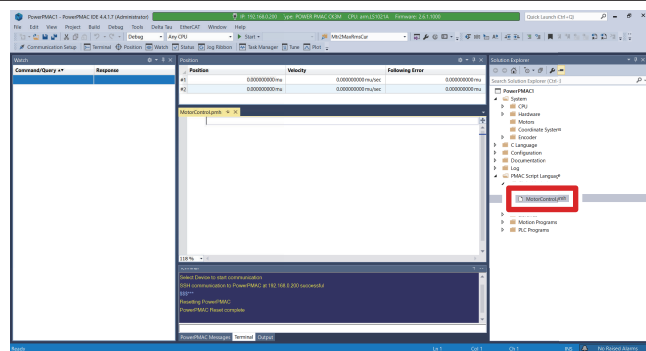 PowerPMAC1 - PowerPMAC IDE 4.4.1.7 (Administrator)
IP: 192.168.0.200 ype: POWER PMAC CK3M CPU: arm,LS1021A Firmware: 2.6.1.1000
Quick Launch (Ctrl+Q)
File Edit View Project Build Debug Tools Delta Tau EtherCAT Window Help
Debug Any CPU Start Mtr2MaxRmsCur
Communication Setup Terminal Position Watch Status Jog Ribbon Task Manager Tune Plot
Watch
Command/Query Response
Position
Position Velocity Following Error
#1 0.000000000 mu 0.000000000 mu/sec 0.000000000 mu
#2 0.000000000 mu 0.000000000 mu/sec 0.000000000 mu
MotorControl.pmh
118 %
Select Device to start communication
SSH communication to PowerPMAC at 192.168.0.200 successful
Resetting PowerPMAC
PowerPMAC Reset complete
PowerPMAC Messages Terminal Output
Solution Explorer
Search Solution Explorer (Ctrl+;)
PowerPMAC1
System
CPU
Hardware
Motors
Coordinate System
Encoder
C Language
Configuration
Documentation
Log
PMAC Script Language
MotorControl.pmh
Motion Programs
PLC Programs
Ready Ln 1 Col 1 Ch 1 INS No Raised Alarms